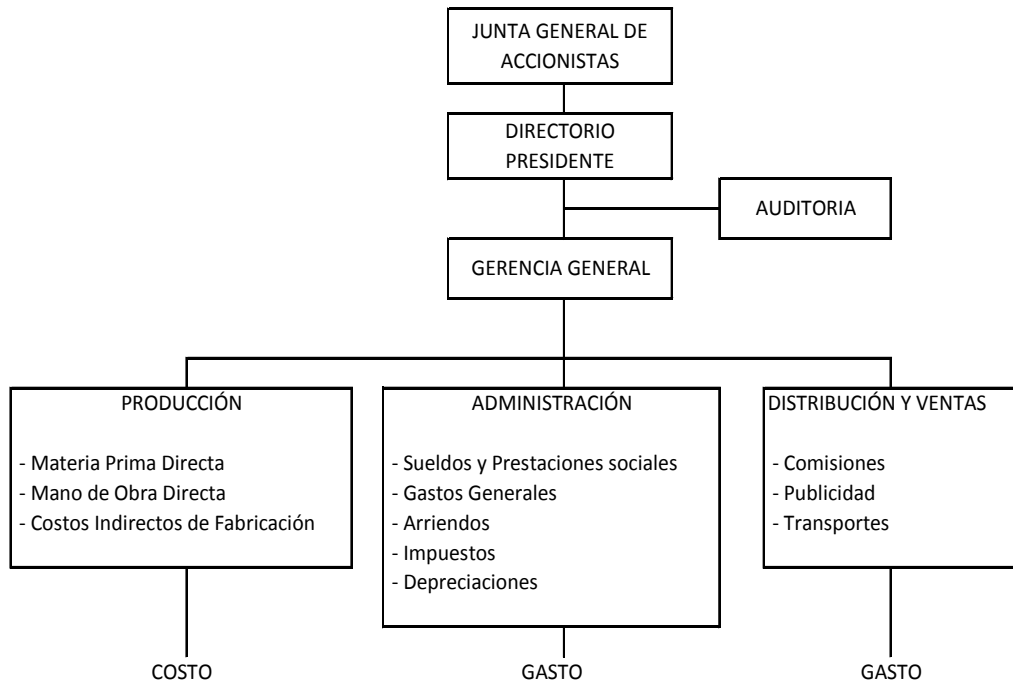 JUNTA GENERAL DE
ACCIONISTAS
DIRECTORIO
PRESIDENTE
AUDITORIA
GERENCIA GENERAL
PRODUCCIÓN
- Materia Prima Directa
- Mano de Obra Directa
- Costos Indirectos de Fabricación
ADMINISTRACIÓN
- Sueldos y Prestaciones sociales
- Gastos Generales
- Arriendos
- Impuestos
- Depreciaciones
DISTRIBUCIÓN Y VENTAS
- Comisiones
- Publicidad
- Transportes
COSTO
GASTO
GASTO